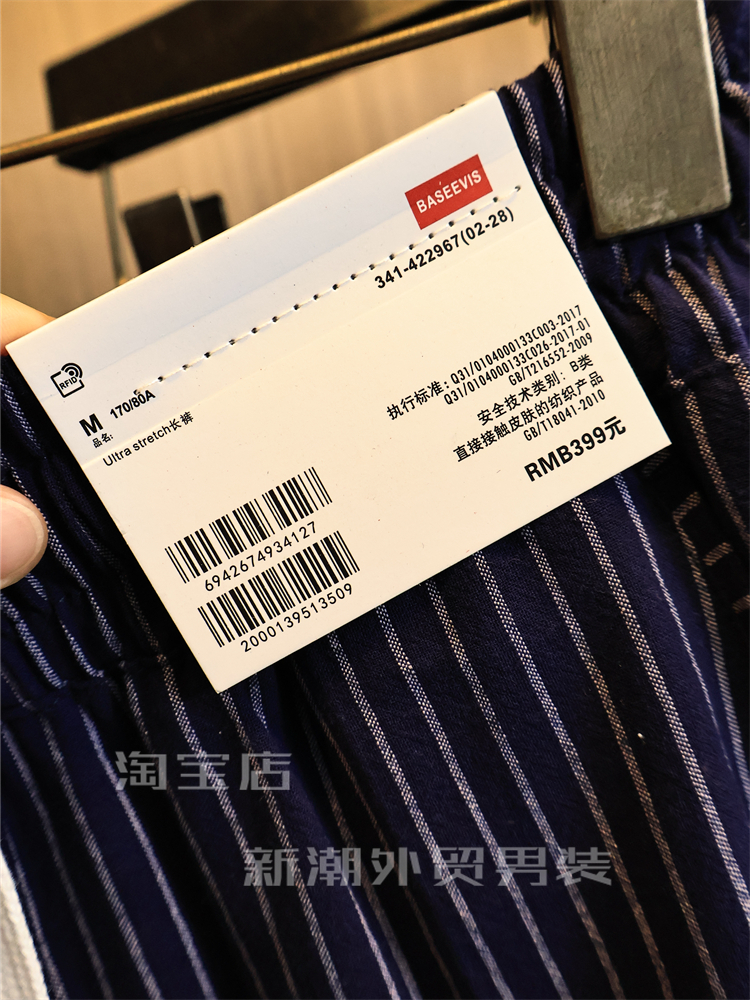 BASEEVIS
341-422967(02-28)
RFID
M 170/80A
品名:
Ultra stretch长裤
执行标准: Q31/0104000133C003-2017
Q31/0104000133C026-2017-01
GB/T216552-2009
安全技术类别: B类
直接接触皮肤的纺织产品
GB/T18041-2010
RMB399元
6942674934127
2000139513509
淘宝店
新潮外贸男装